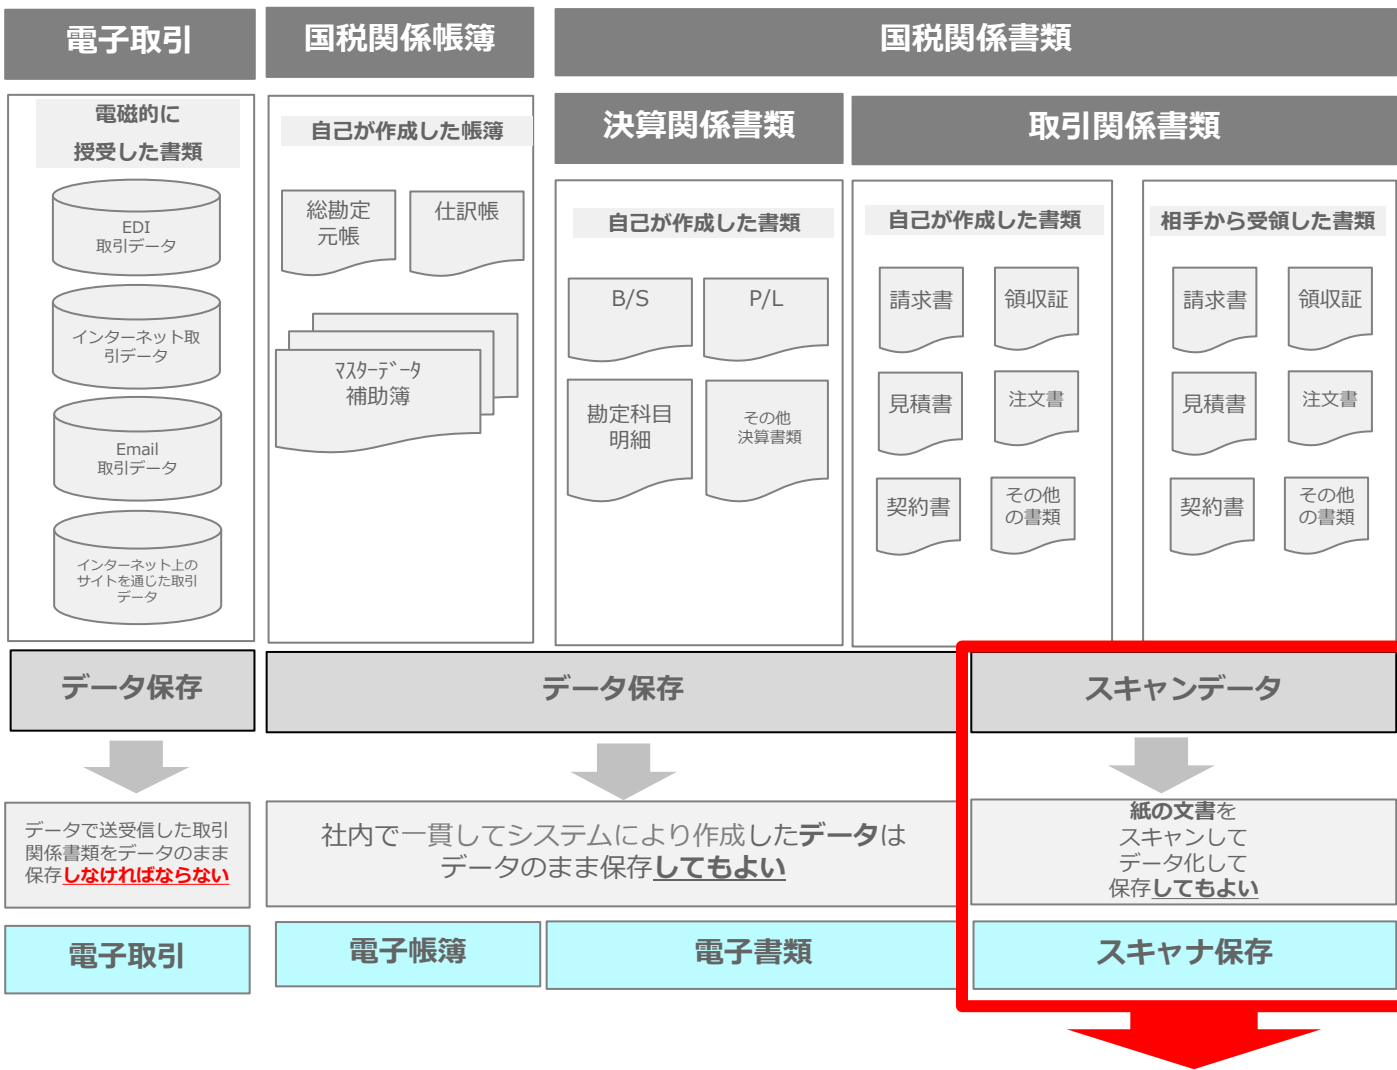 電子取引
国税関係帳簿
国税関係書類
電磁的に
授受した書類
自己が作成した帳簿
決算関係書類
取引関係書類
EDI
取引データ
インターネット取
引データ
Email
取引データ
インターネット上の
サイトを通じた取引
データ
総勘定
元帳
仕訳帳
ﾏｽﾀｰﾃﾞｰﾀ
補助簿
自己が作成した書類
B/S
P/L
勘定科目
明細
その他
決算書類
自己が作成した書類
請求書
領収証
見積書
注文書
契約書
その他
の書類
相手から受領した書類
請求書
領収証
見積書
注文書
契約書
その他
の書類
データ保存
データ保存
スキャンデータ
データで送受信した取引
関係書類をデータのまま
保存しなければならない
社内で一貫してシステムにより作成したデータは
データのまま保存してもよい
紙の文書を
スキャンして
データ化して
保存してもよい
電子取引
電子帳簿
電子書類
スキャナ保存